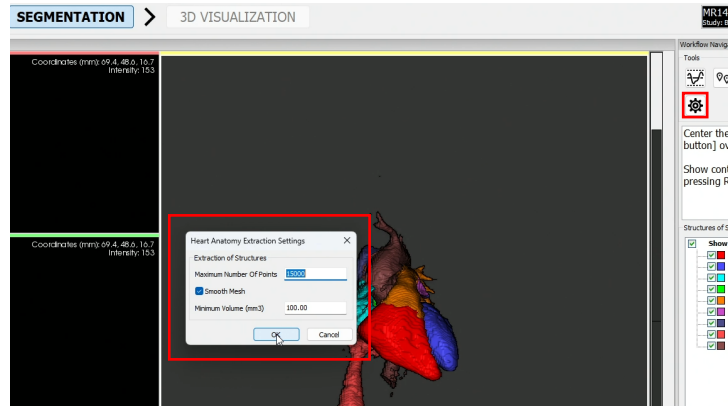 SEGMENTATION
3D VISUALIZATION
MR14
Study: B
Workflow Navig
Tools
Coordinates (mm): 69.4, 48.6, 16.7
Intensity: 153
Center the
button] ov
Show cont
pressing R
Structures of S
Show
Coordinates (mm): 69.4, 48.6, 16.7
Intensity: 153
Heart Anatomy Extraction Settings
Extraction of Structures
Maximum Number Of Points 15000
Smooth Mesh
Minimum Volume (mm3) 100.00
OK Cancel